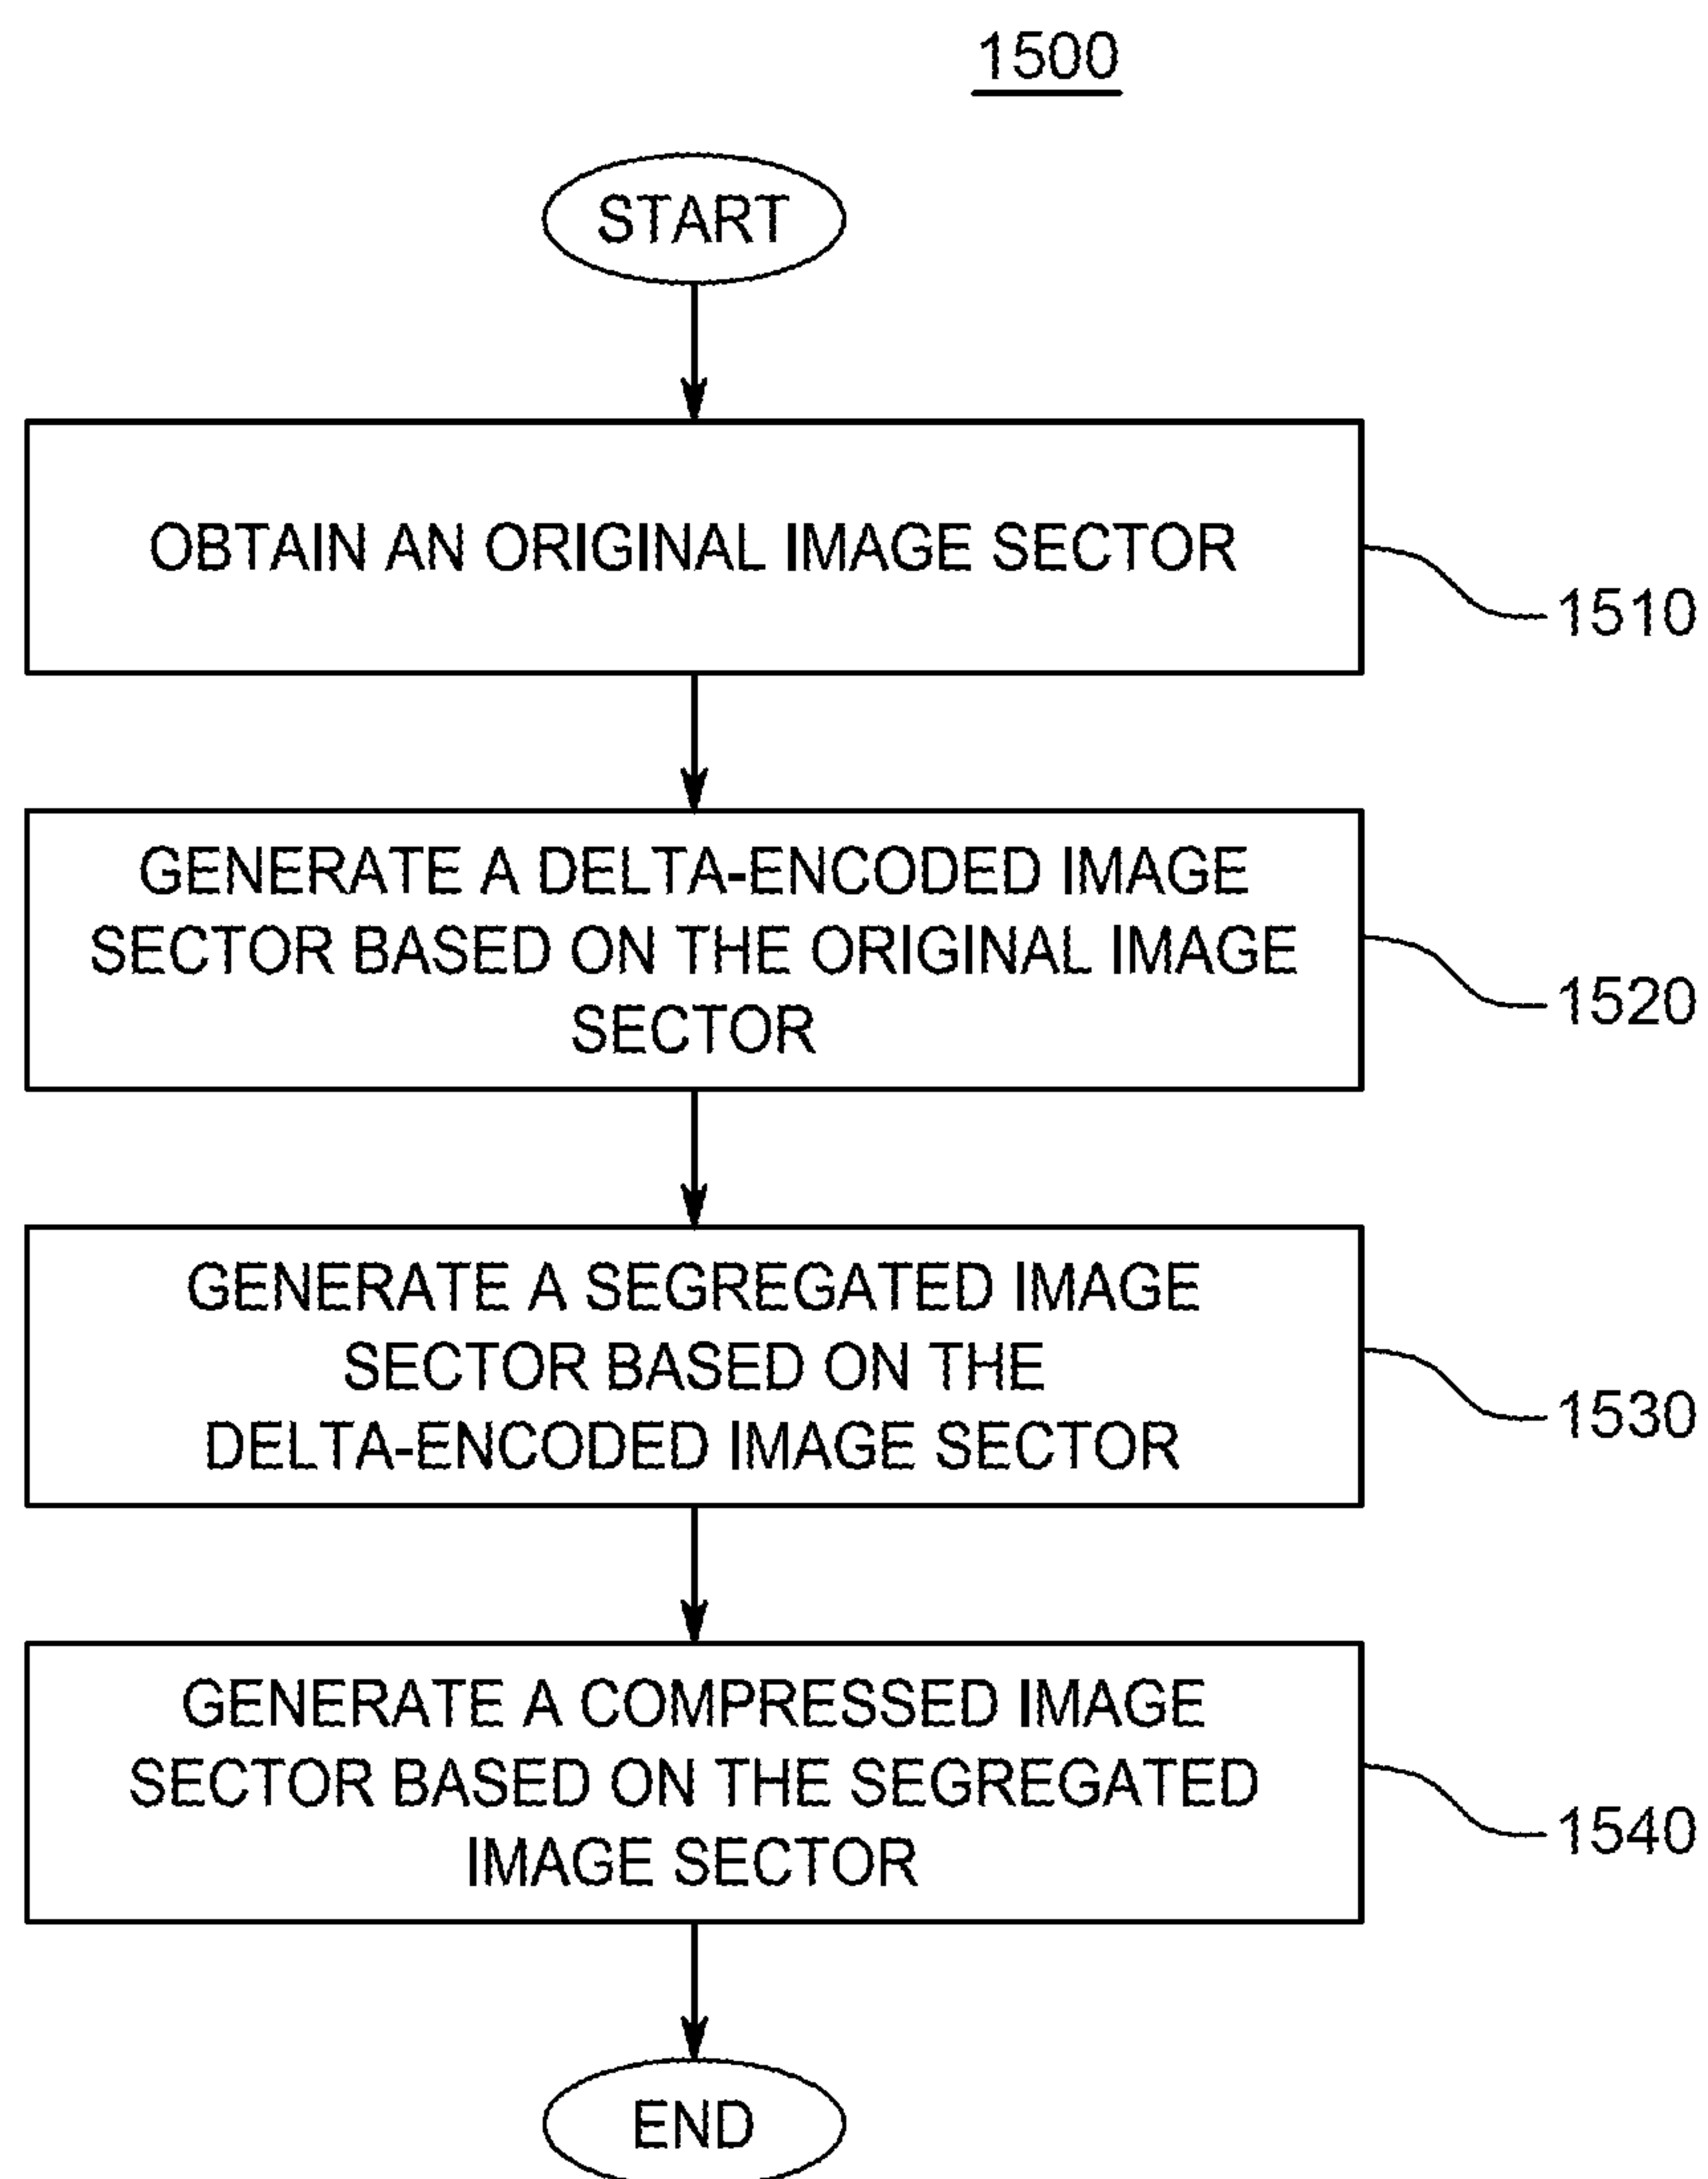 1500
START
OBTAIN AN ORIGINAL IMAGE SECTOR
1510
GENERATE A DELTA-ENCODED IMAGE
SECTOR BASED ON THE ORIGINAL IMAGE
SECTOR
1520
GENERATE A SEGREGATED IMAGE
SECTOR BASED ON THE
DELTA-ENCODED IMAGE SECTOR
1530
GENERATE A COMPRESSED IMAGE
SECTOR BASED ON THE SEGREGATED
IMAGE SECTOR
1540
END